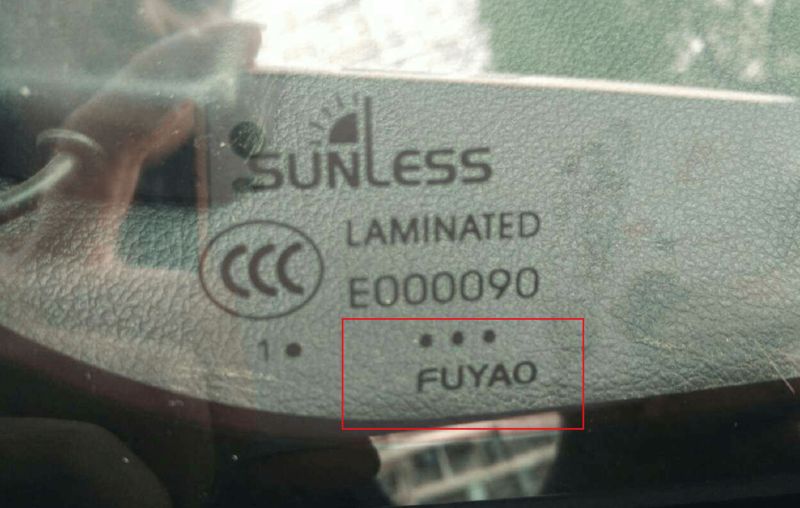 SUNLESS
CCC
LAMINATED
E000090
1 •
• • •
FUYAO